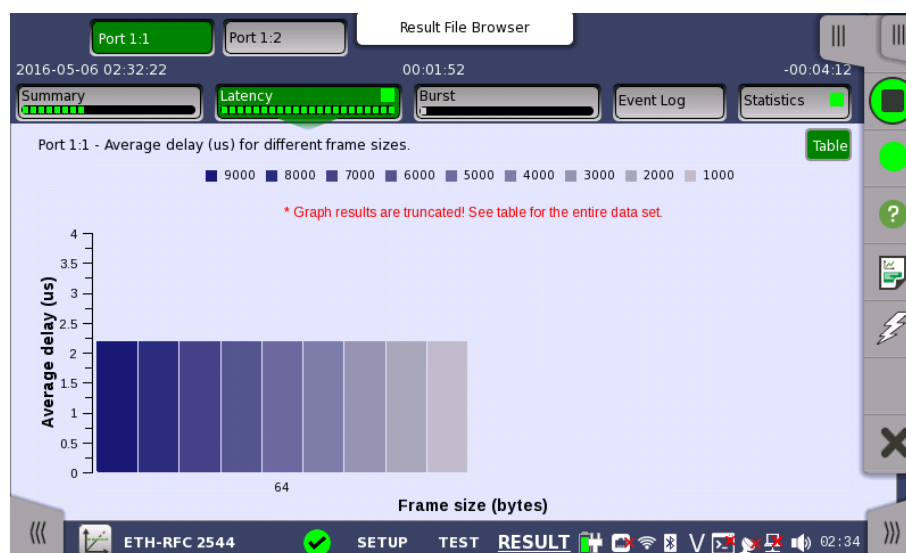 Port 1:1 Port 1:2 Result File Browser
2016-05-06 02:32:22 00:01:52 -00:04:12
Summary Latency Burst Event Log Statistics
Port 1:1 - Average delay (us) for different frame sizes. Table
9000 8000 7000 6000 5000 4000 3000 2000 1000
* Graph results are truncated! See table for the entire data set.
4
3.5
3
2.5
2
1.5
1
0.5
0
Average delay (us)
64
Frame size (bytes)
ETH-RFC 2544 SETUP TEST RESULT V 02:34